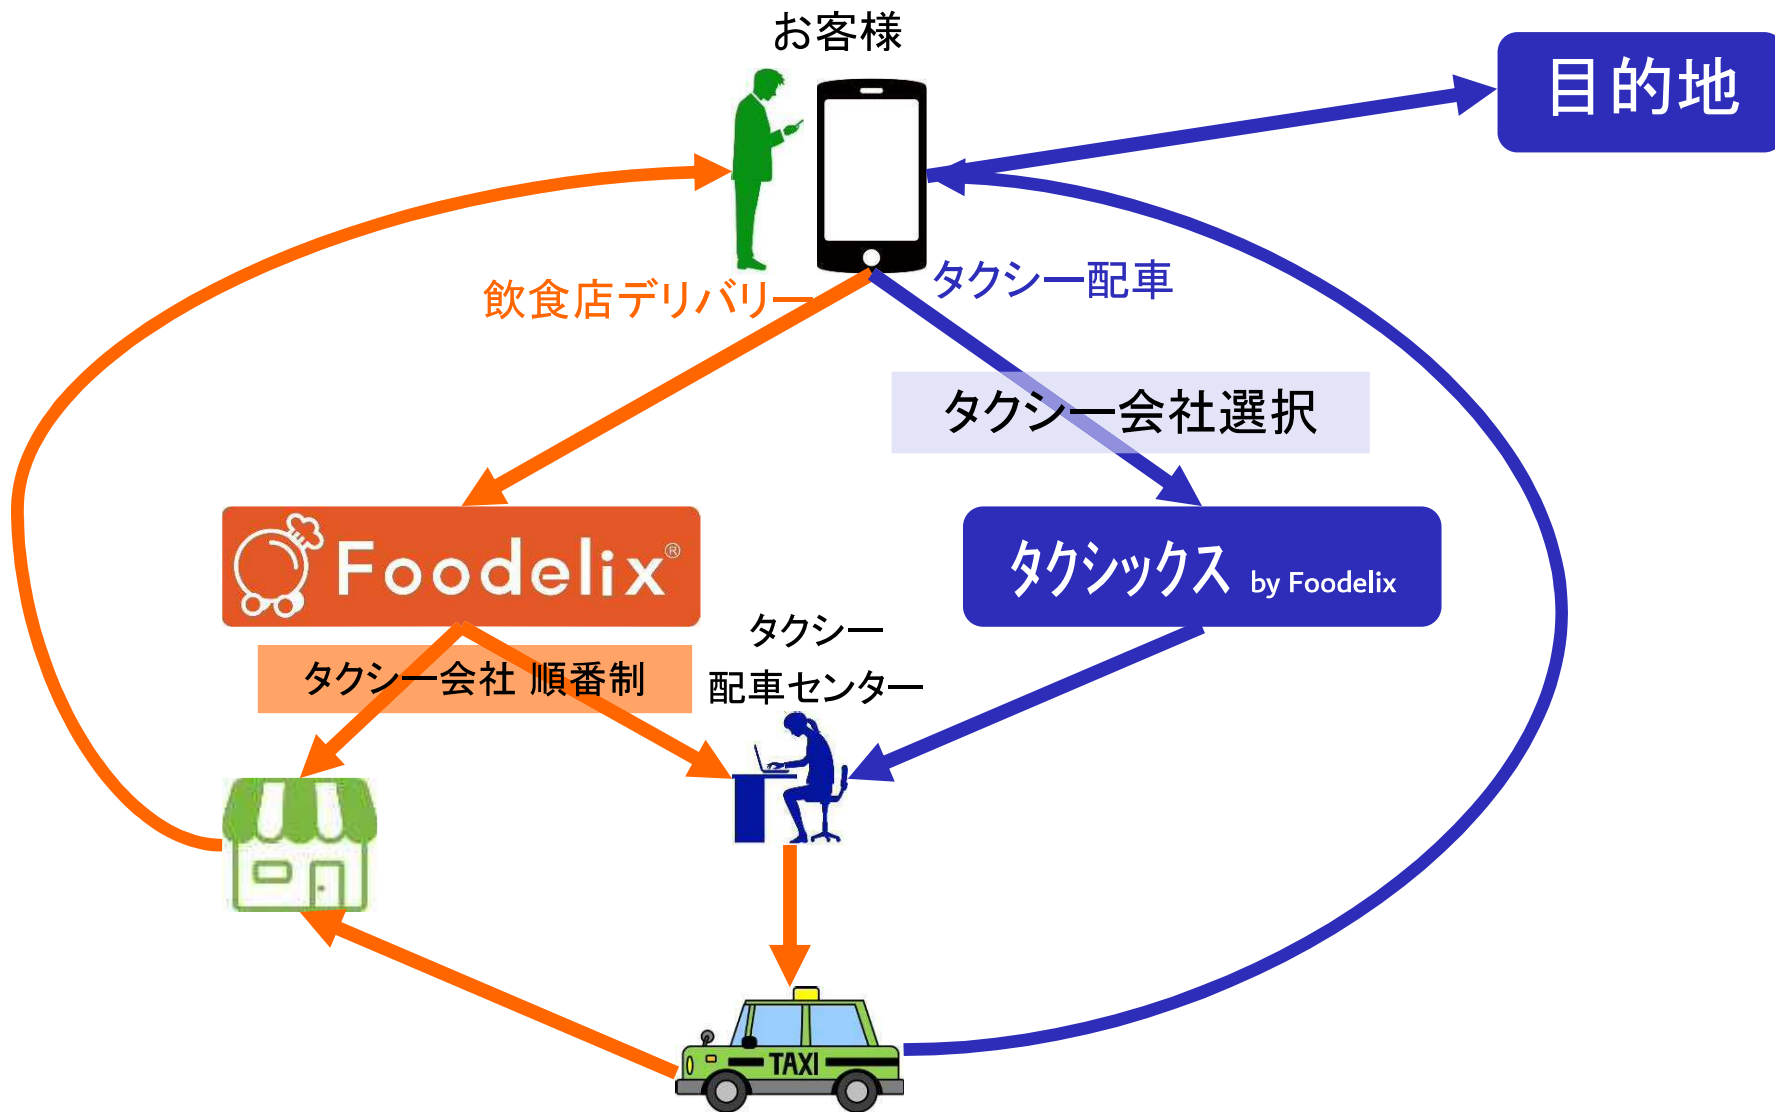 お客様
目的地
飲食店デリバリー
タクシー配車
タクシー会社選択
Foodelix®
タクシックス by Foodelix
タクシー会社 順番制
タクシー
配車センター
TAXI